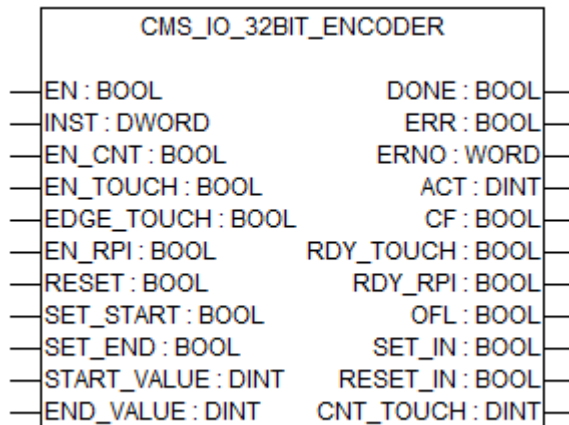 CMS_IO_32BIT_ENCODER
EN : BOOL DONE : BOOL
INST : DWORD ERR : BOOL
EN_CNT : BOOL ERNO : WORD
EN_TOUCH : BOOL ACT : DINT
EDGE_TOUCH : BOOL CF : BOOL
EN_RPI : BOOL RDY_TOUCH : BOOL
RESET : BOOL RDY_RPI : BOOL
SET_START : BOOL OFL : BOOL
SET_END : BOOL SET_IN : BOOL
START_VALUE : DINT RESET_IN : BOOL
END_VALUE : DINT CNT_TOUCH : DINT